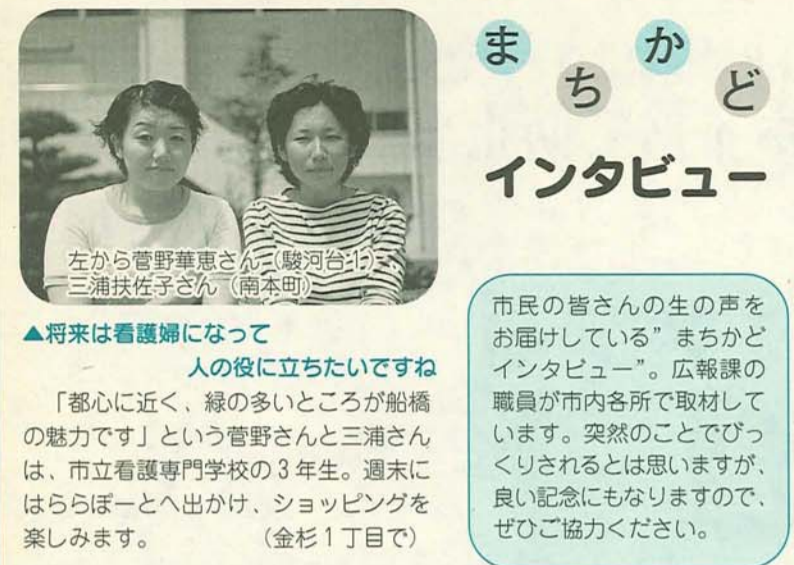 まちかど
インタビュー
左から菅野華恵さん（駿河台1）、
三浦扶佐子さん（南本町）
▲将来は看護婦になって
人の役に立ちたいですね
「都心に近く、緑の多いところが船橋
の魅力です」という菅野さんと三浦さん
は、市立看護専門学校の3年生。週末に
はららぽーとへ出かけ、ショッピングを
楽しみます。　（金杉1丁目で）
市民の皆さんの生の声を
お届けしている”まちかど
インタビュー”。広報課の
職員が市内各所で取材して
います。突然のことでびっ
くりされるとは思いますが、
良い記念にもなりますので、
ぜひご協力ください。